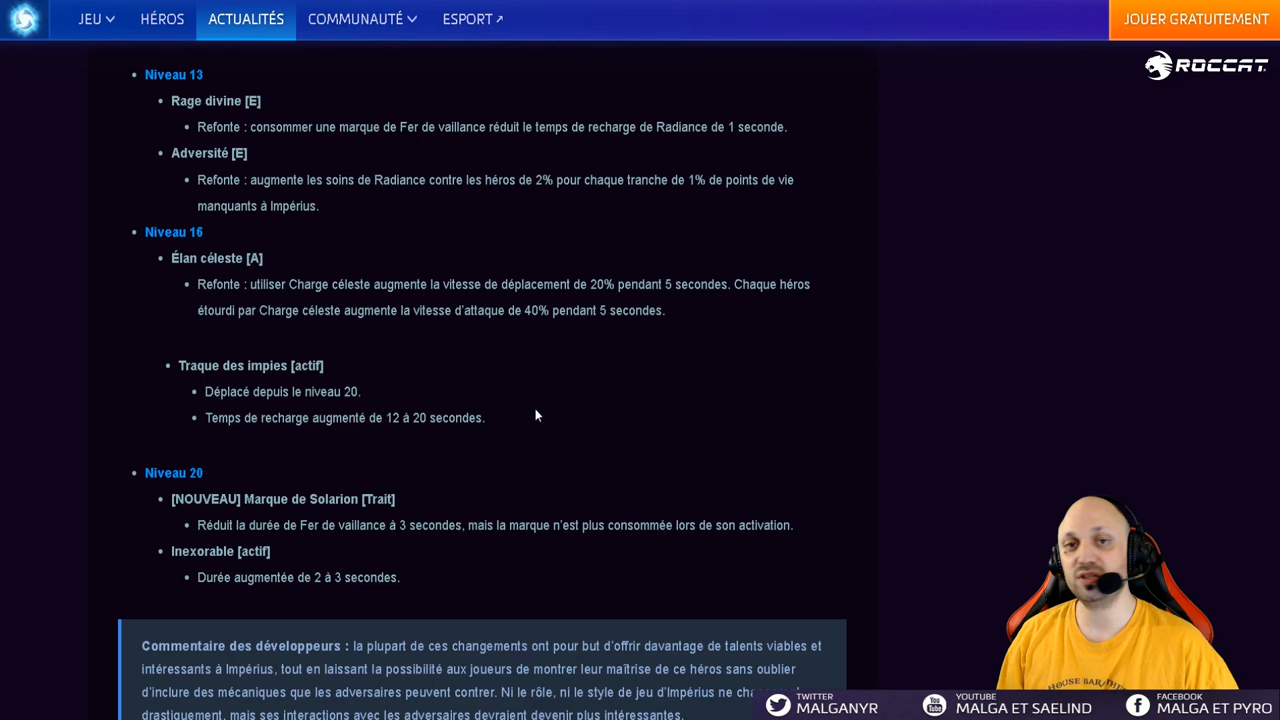 JEU HÉROS ACTUALITÉS COMMUNAUTÉ ESPORT JOUER GRATUITEMENT
ROCCAT
Niveau 13
Rage divine [E]
Refonte : consommer une marque de Fer de vaillance réduit le temps de recharge de Radiance de 1 seconde.
Adversité [E]
Refonte : augmente les soins de Radiance contre les héros de 2% pour chaque tranche de 1% de points de vie
manquants à Impérius.
Niveau 16
Élan céleste [A]
Refonte : utiliser Charge céleste augmente la vitesse de déplacement de 20% pendant 5 secondes. Chaque héros
étourdi par Charge céleste augmente la vitesse d'attaque de 40% pendant 5 secondes.
Traque des impies [actif]
Déplacé depuis le niveau 20.
Temps de recharge augmenté de 12 à 20 secondes.
Niveau 20
[NOUVEAU] Marque de Solarion [Trait]
Réduit la durée de Fer de vaillance à 3 secondes, mais la marque n'est plus consommée lors de son activation.
Inexorable [actif]
Durée augmentée de 2 à 3 secondes.
Commentaire des développeurs : la plupart de ces changements ont pour but d'offrir davantage de talents viables et
intéressants à Impérius, tout en laissant la possibilité aux joueurs de montrer leur maîtrise de ce héros sans oublier
d'inclure des mécaniques que les adversaires peuvent contrer. Ni le rôle, ni le style de jeu d'Impérius ne
drastiquement, mais ses interactions avec les adversaires devraient devenir plus intéressantes.
HOUSE
TWITTER
MALGANYR
YOUTUBE
MALGA ET SAELIND
FACEBOOK
MALGA ET PYRO